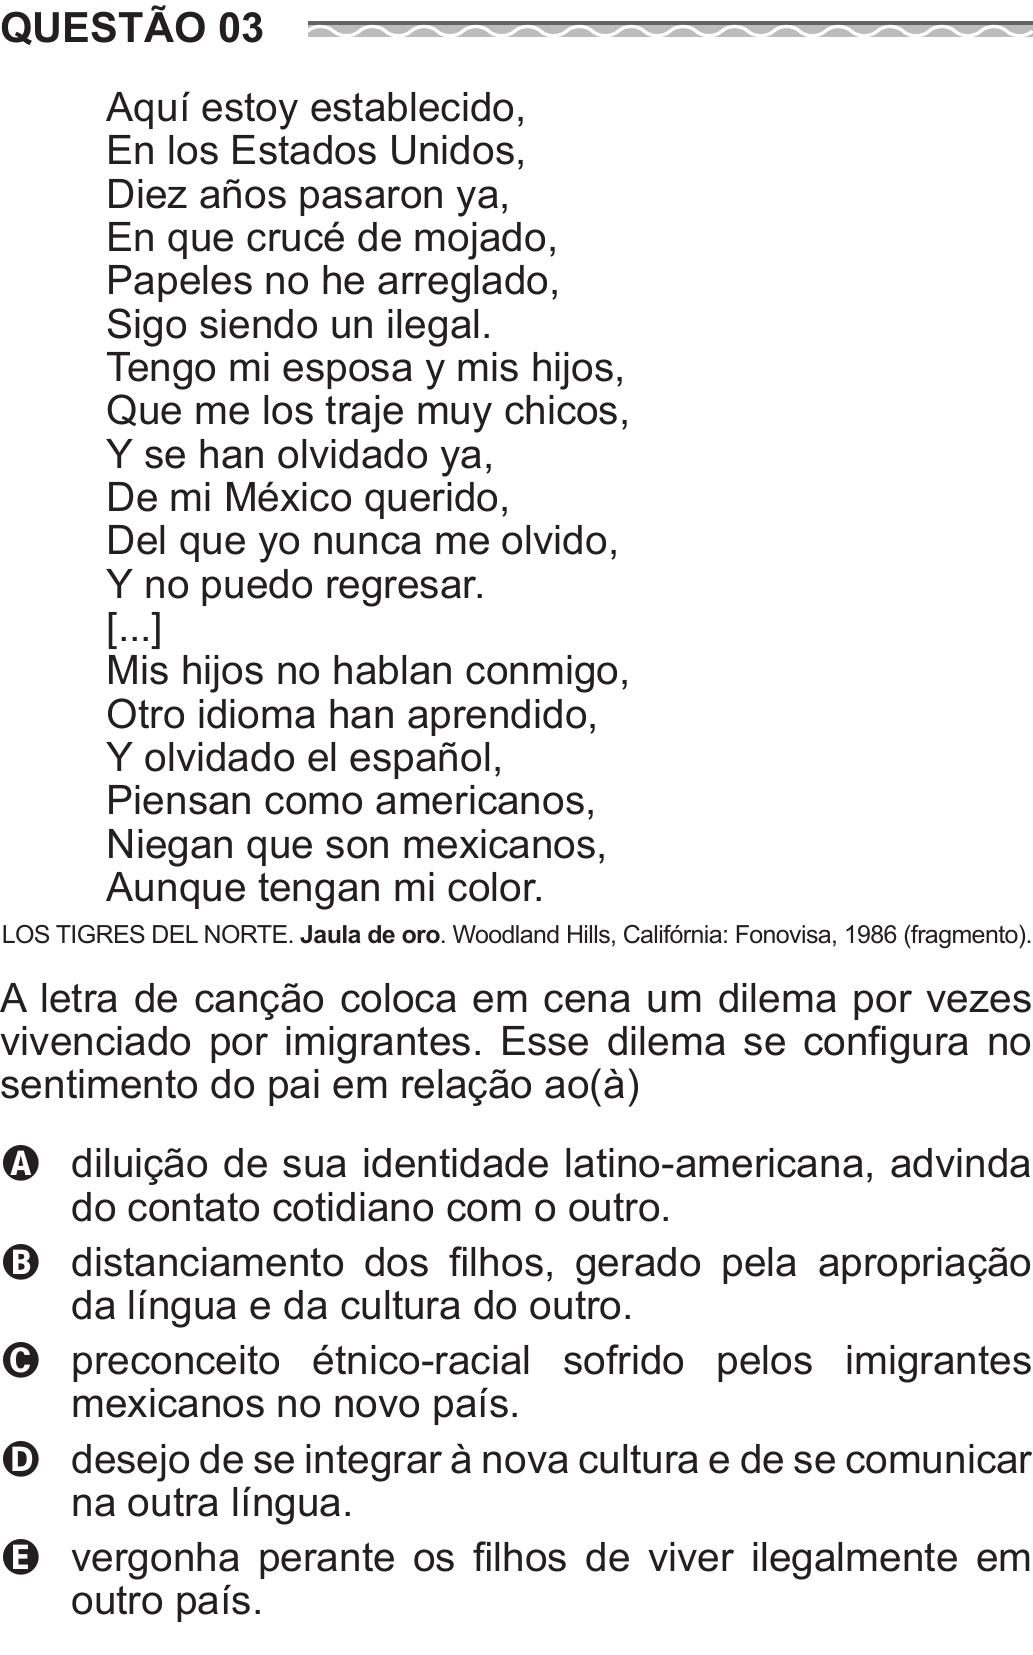 QUESTÃO 03
Aquí estoy establecido,
En los Estados Unidos,
Diez años pasaron ya,
En que crucé de mojado,
Papeles no he arreglado,
Sigo siendo un ilegal.
Tengo mi esposa y mis hijos,
Que me los traje muy chicos,
Y se han olvidado ya,
De mi México querido,
Del que yo nunca me olvido,
Y no puedo regresar.
[...]
Mis hijos no hablan conmigo,
Otro idioma han aprendido,
Y olvidado el español,
Piensan como americanos,
Niegan que son mexicanos,
Aunque tengan mi color.
LOS TIGRES DEL NORTE. Jaula de oro. Woodland Hills, Califórnia: Fonovisa, 1986 (fragmento).
A letra de canção coloca em cena um dilema por vezes
vivenciado por imigrantes. Esse dilema se configura no
sentimento do pai em relação ao(à)
A diluição de sua identidade latino-americana, advinda
do contato cotidiano com o outro.
B distanciamento dos filhos, gerado pela apropriação
da língua e da cultura do outro.
C preconceito étnico-racial sofrido pelos imigrantes
mexicanos no novo país.
D desejo de se integrar à nova cultura e de se comunicar
na outra língua.
E vergonha perante os filhos de viver ilegalmente em
outro país.